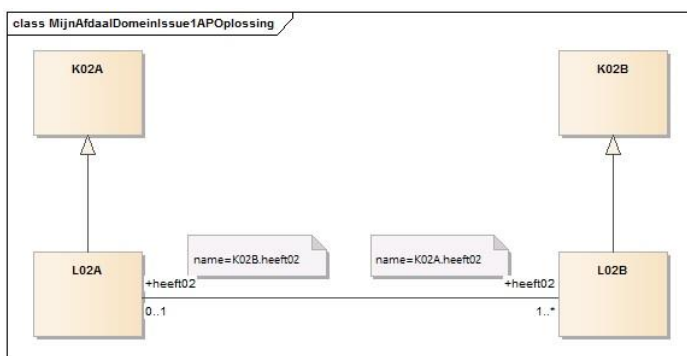 class MijnAfdaalDomeinIssue1APOplossing
K02A
K02B
L02A
name=K02B.heeft02
name=K02A.heeft02
L02B
+heeft02
+heeft02
0..1
1..*